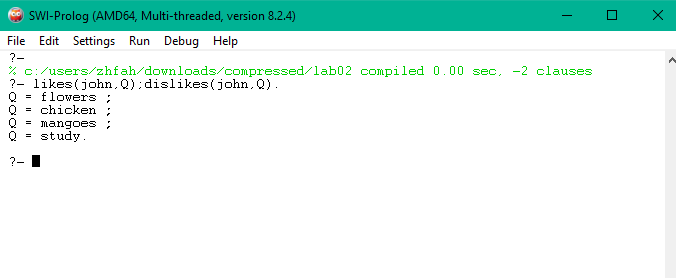 SWI-Prolog (AMD64, Multi-threaded, version 8.2.4)
File Edit Settings Run Debug Help
?-
% c:/users/zhfah/downloads/compressed/lab02 compiled 0.00 sec, -2 clauses
?- likes(john,Q);dislikes(john,Q).
Q = flowers ;
Q = chicken ;
Q = mangoes ;
Q = study.
?-